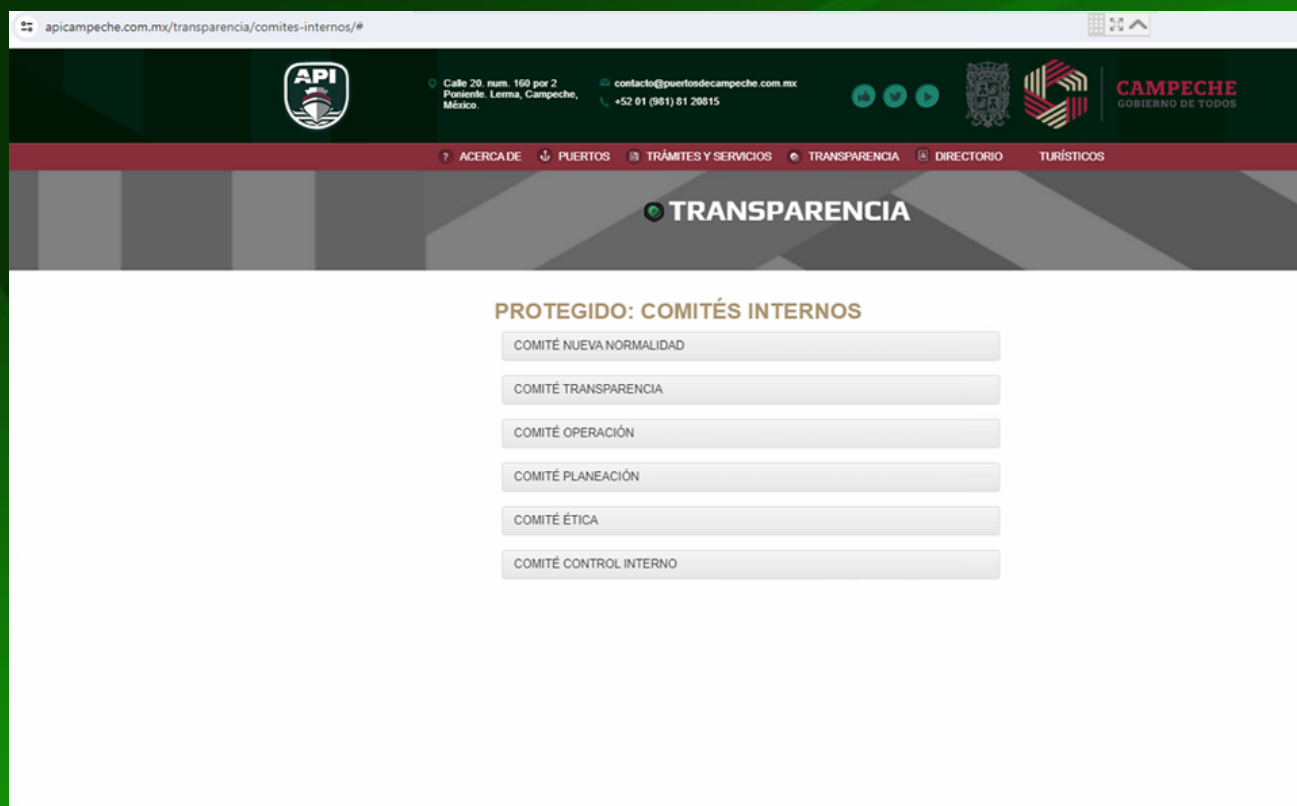 apicampeche.com.mx/transparencia/comites-internos/#
API
Calle 20. num. 160 por 2
Poniente. Lerma, Campeche,
México.
contacto@puertosdecampeche.com.mx
+52 01 (981) 81 20815
CAMPECHE
GOBIERNO DE TODOS
ACERCA DE PUERTOS TRÁMITES Y SERVICIOS TRANSPARENCIA DIRECTORIO TURÍSTICOS
TRANSPARENCIA
PROTEGIDO: COMITÉS INTERNOS
COMITÉ NUEVA NORMALIDAD
COMITÉ TRANSPARENCIA
COMITÉ OPERACIÓN
COMITÉ PLANEACIÓN
COMITÉ ÉTICA
COMITÉ CONTROL INTERNO